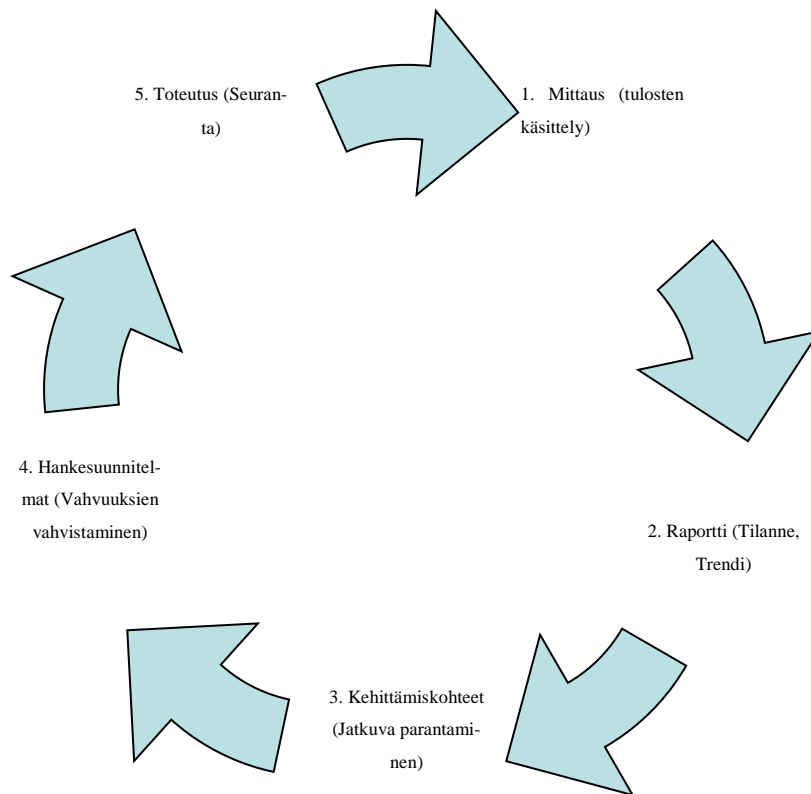 1. Mittaus (tulosten
käsittely)
2. Raportti (Tilanne,
Trendi)
3. Kehittämiskohteet
(Jatkuva parantami-
nen)
4. Hankesuunnitel-
mat (Vahvuuksien
vahvistaminen)
5. Toteutus (Seuran-
ta)